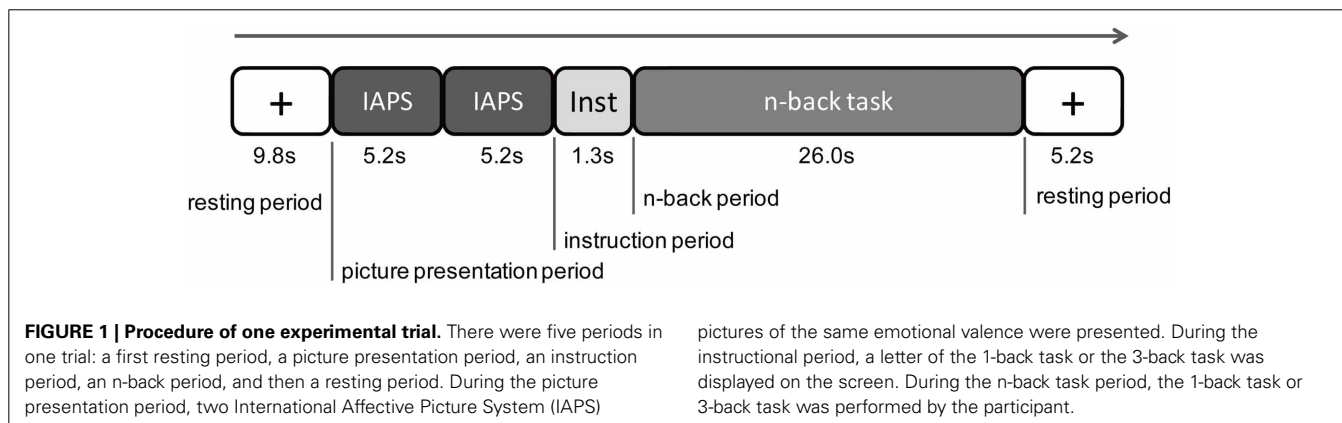 + IAPS IAPS Inst n-back task +
9.8s 5.2s 5.2s 1.3s 26.0s 5.2s
resting period n-back period resting period
instruction period
picture presentation period
FIGURE 1 | Procedure of one experimental trial. There were five periods in
one trial: a first resting period, a picture presentation period, an instruction
period, an n-back period, and then a resting period. During the picture
presentation period, two International Affective Picture System (IAPS)
pictures of the same emotional valence were presented. During the
instructional period, a letter of the 1-back task or the 3-back task was
displayed on the screen. During the n-back task period, the 1-back task or
3-back task was performed by the participant.